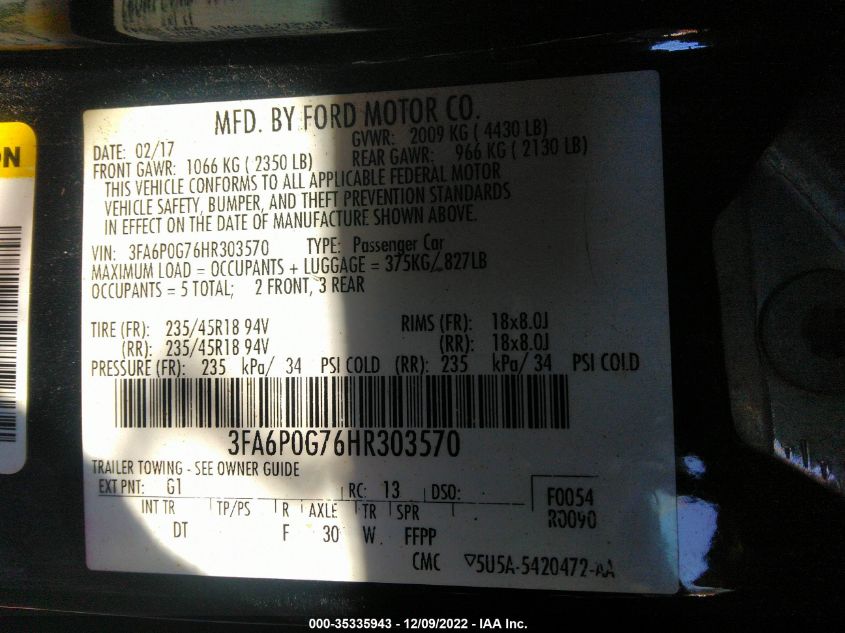 ON
MFD. BY FORD MOTOR CO.
DATE: 02/17 GVWR: 2009 KG ( 4430 LB)
FRONT GAWR: 1066 KG ( 2350 LB) REAR GAWR: 966 KG ( 2130 LB)
THIS VEHICLE CONFORMS TO ALL APPLICABLE FEDERAL MOTOR
VEHICLE SAFETY, BUMPER, AND THEFT PREVENTION STANDARDS
IN EFFECT ON THE DATE OF MANUFACTURE SHOWN ABOVE.
VIN: 3FA6P0G76HR303570 TYPE: Passenger Car
MAXIMUM LOAD = OCCUPANTS + LUGGAGE = 375KG/ 827LB
OCCUPANTS = 5 TOTAL; 2 FRONT, 3 REAR
TIRE (FR): 235/45R18 94V RIMS (FR): 18x8.0J
(RR): 235/45R18 94V (RR): 18x8.0J
PRESSURE (FR): 235 kPa/ 34 PSI COLD (RR): 235 kPa/ 34 PSI COLD
3FA6P0G76HR303570
TRAILER TOWING - SEE OWNER GUIDE
EXT PNT: G1 RC: 13 DSO: F0054
INT TR TP/PS R AXLE TR SPR R0090
DT F 30 W FFPP
CMC 5U5A-5420472-AA
000-35335943 - 12/09/2022 - IAA Inc.